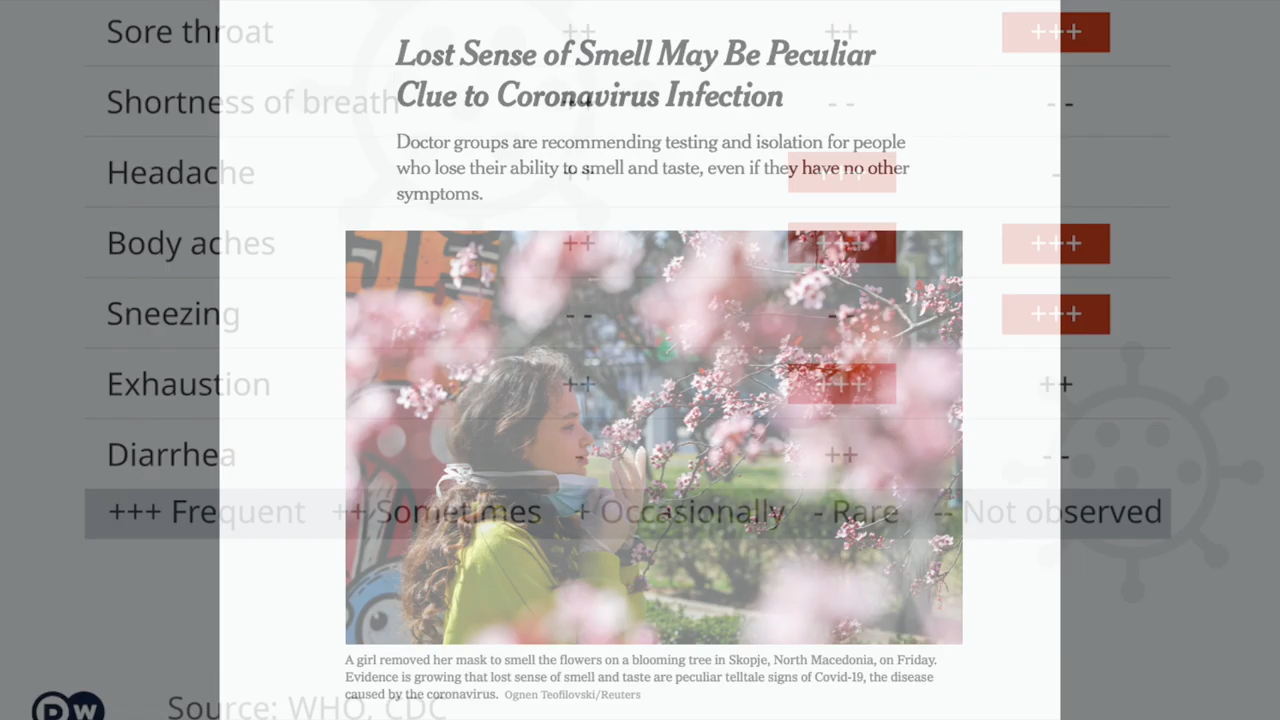 Sore throat ++ ++ +++
Lost Sense of Smell May Be Peculiar
Clue to Coronavirus Infection
Shortness of breath -- --
Doctor groups are recommending testing and isolation for people
who lose their ability to smell and taste, even if they have no other
symptoms.
Headache ++ +++ -
Body aches ++ +++ +++
Sneezing -- +++
Exhaustion ++ +++ ++
Diarrhea - ++ --
+++ Frequent ++ Sometimes + Occasionally - Rare -- Not observed
A girl removed her mask to smell the flowers on a blooming tree in Skopje, North Macedonia, on Friday.
Evidence is growing that lost sense of smell and taste are peculiar telltale signs of Covid-19, the disease
caused by the coronavirus. Ognen Teofilovski/Reuters
DW Source: WHO, CDC